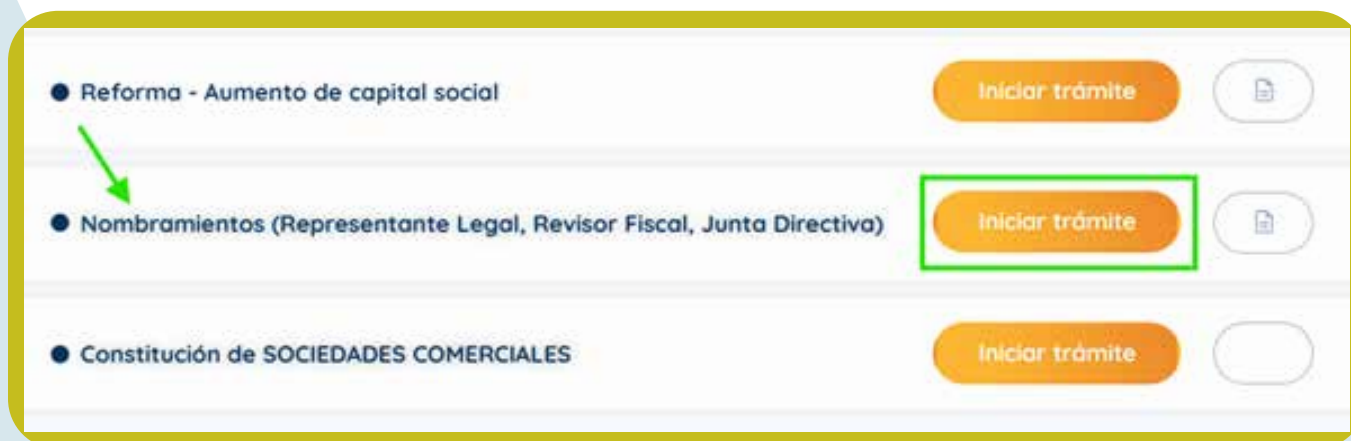 Reforma - Aumento de capital social
Iniciar trámite
Nombramientos (Representante Legal, Revisor Fiscal, Junta Directiva)
Iniciar trámite
Constitución de SOCIEDADES COMERCIALES
Iniciar trámite